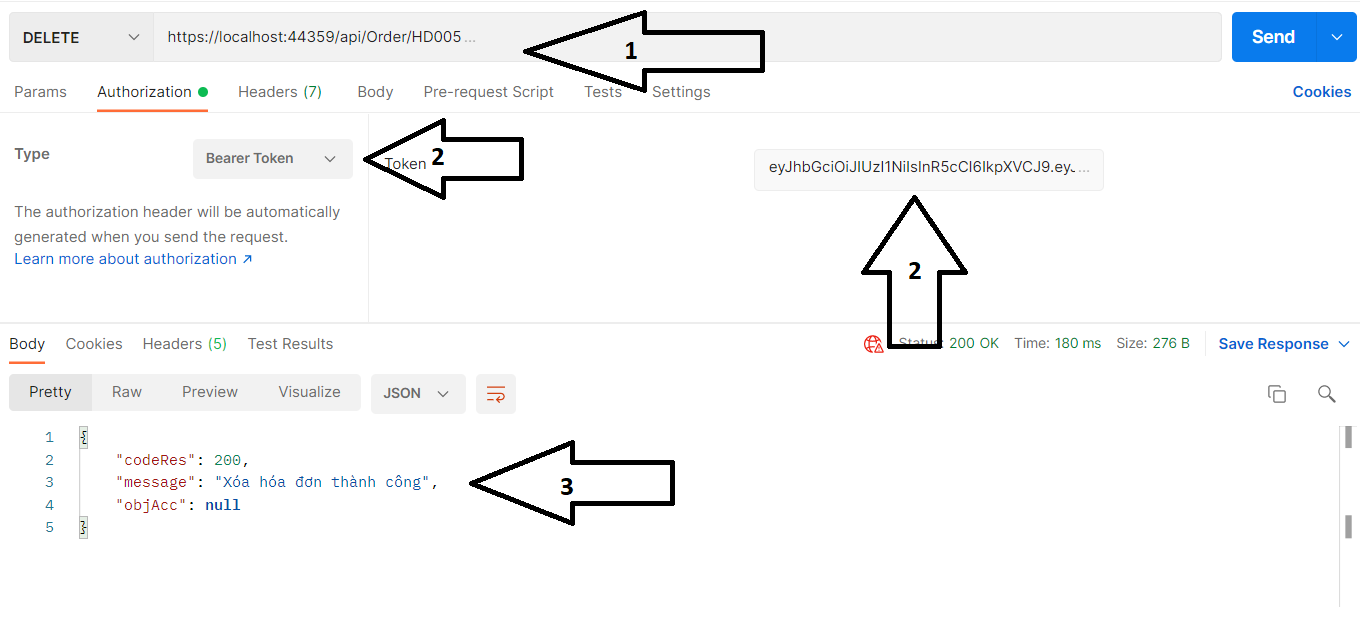 DELETE https://localhost:44359/api/Order/HD005... Send
1
Params Authorization Headers (7) Body Pre-request Script Tests Settings Cookies
Type Bearer Token 2 Token eyJhbGciOiJIUzI1NiIsInR5cCI6IkpXVCJ9.eyJ...
The authorization header will be automatically
generated when you send the request.
Learn more about authorization ↗
2
Body Cookies Headers (5) Test Results Status: 200 OK Time: 180 ms Size: 276 B Save Response
Pretty Raw Preview Visualize JSON
1 {
2 "codeRes": 200,
3 "message": "Xóa hóa đơn thành công",
3
4 "objAcc": null
5 }